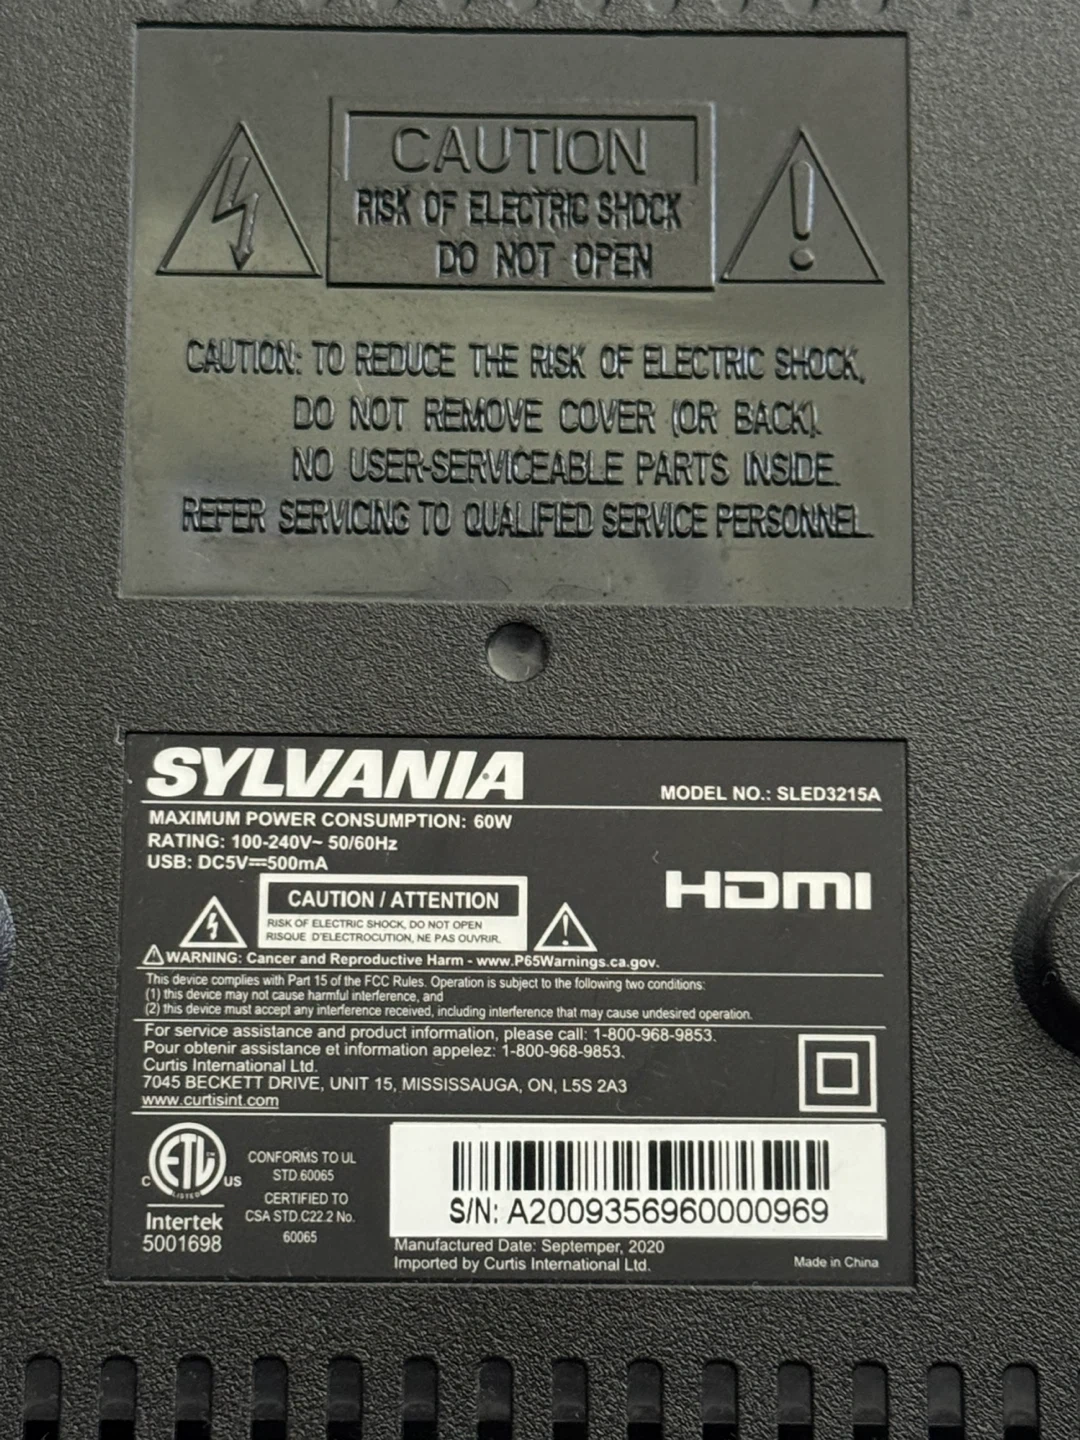 CAUTION
RISK OF ELECTRIC SHOCK
DO NOT OPEN
CAUTION: TO REDUCE THE RISK OF ELECTRIC SHOCK,
DO NOT REMOVE COVER (OR BACK).
NO USER-SERVICEABLE PARTS INSIDE.
REFER SERVICING TO QUALIFIED SERVICE PERSONNEL.
SYLVANIA
MODEL NO.: SLED3215A
MAXIMUM POWER CONSUMPTION: 60W
RATING: 100-240V~ 50/60Hz
USB: DC5V⎓500mA
HDMI
CAUTION / ATTENTION
RISK OF ELECTRIC SHOCK, DO NOT OPEN
RISQUE D'ELECTROCUTION, NE PAS OUVRIR.
WARNING: Cancer and Reproductive Harm - www.P65Warnings.ca.gov.
This device complies with Part 15 of the FCC Rules. Operation is subject to the following two conditions:
(1) this device may not cause harmful interference, and
(2) this device must accept any interference received, including interference that may cause undesired operation.
For service assistance and product information, please call: 1-800-968-9853.
Pour obtenir assistance et information appelez: 1-800-968-9853.
Curtis International Ltd.
7045 BECKETT DRIVE, UNIT 15, MISSISSAUGA, ON, L5S 2A3
www.curtisint.com
ETL
C LISTED US
Intertek
5001698
CONFORMS TO UL
STD.60065
CERTIFIED TO
CSA STD.C22.2 No.
60065
S/N: A2009356960000969
Manufactured Date: Septemper, 2020
Imported by Curtis International Ltd.
Made in China